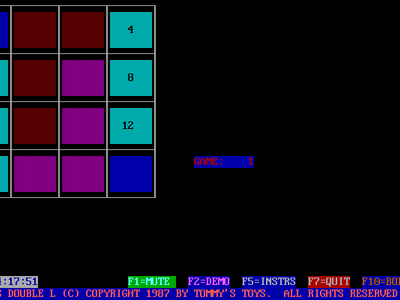 4
8
12
GAME: 1
:17:51 F1=MUTE F2=DEMO F5=INSTRS F7=QUIT F10=BO
S DOUBLE L (C) COPYRIGHT 1987 BY TOMMY'S TOYS. ALL RIGHTS RESERVED